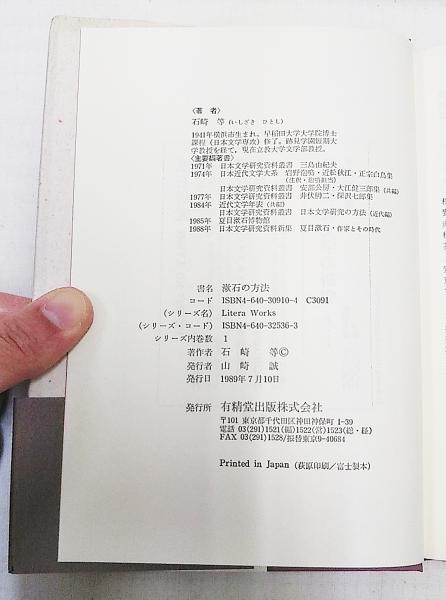 〈著 者〉
石崎 等（いしざき ひとし）
1941年横浜市生まれ。早稲田大学大学院博士
課程（日本文学専攻）修了。跡見学園短期大
学教授を経て，現在立教大学文学部教授。
〈主要編著書〉
1971年 日本文学研究資料叢書 三島由紀夫
1974年 日本近代文学大系 岩野泡鳴・近松秋江・正宗白鳥集
（注釈・泡鳴担当）
日本文学研究資料叢書 安部公房・大江健三郎集（共編）
1977年 日本文学研究資料叢書 井伏鱒二・深沢七郎集
1984年 近代文学年表（共編）
日本文学研究資料叢書 日本文学研究の方法（近代編）
1985年 夏目漱石博物館
1988年 日本文学研究資料新集 夏目漱石・作家とその時代
書名 漱石の方法
コード ISBN4-640-30910-4 C3091
（シリーズ名） Litera Works
（シリーズ・コード） ISBN4-640-32536-3
シリーズ内巻数 1
著作者 石崎 等©
発行者 山崎 誠
発行日 1989年7月10日
発行所 有精堂出版株式会社
〒101 東京都千代田区神田神保町 1-39
電話 03(291)1521(編)1522(営)1523(総・経)
FAX 03(291)1528/振替東京9-40684
Printed in Japan（萩原印刷／富士製本）